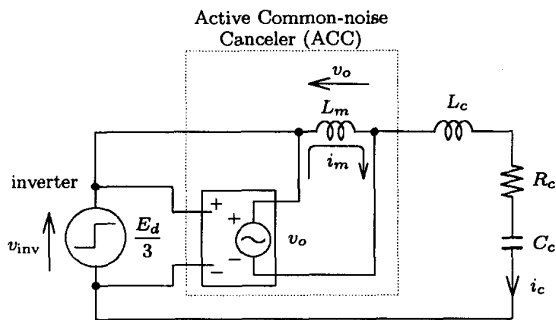 Active Common-noise
Canceler (ACC)
v_o
L_m
L_c
i_m
R_c
inverter
+
+
v_inv
E_d/3
v_o
C_c
−
−
i_c